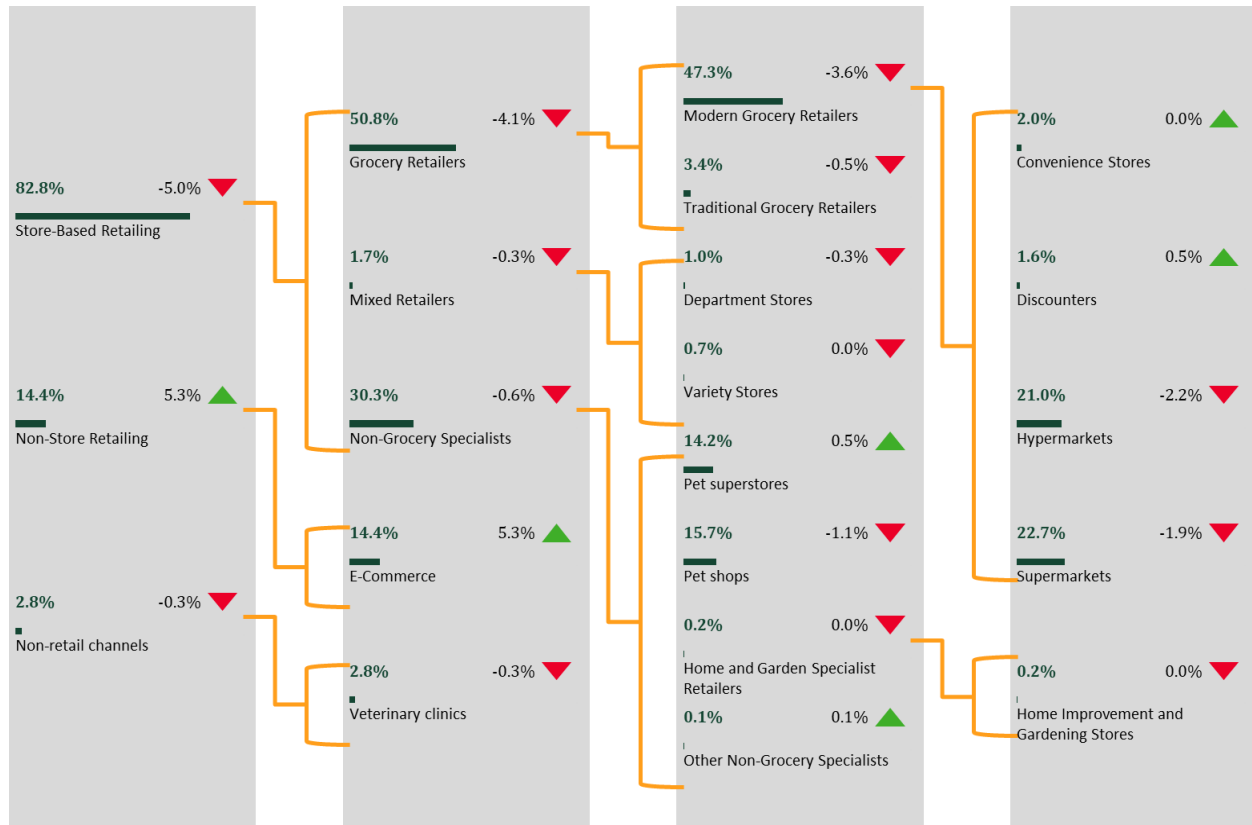 82.8% -5.0%
Store-Based Retailing
14.4% 5.3%
Non-Store Retailing
2.8% -0.3%
Non-retail channels
50.8% -4.1%
Grocery Retailers
1.7% -0.3%
Mixed Retailers
30.3% -0.6%
Non-Grocery Specialists
14.4% 5.3%
E-Commerce
2.8% -0.3%
Veterinary clinics
47.3% -3.6%
Modern Grocery Retailers
3.4% -0.5%
Traditional Grocery Retailers
1.0% -0.3%
Department Stores
0.7% 0.0%
Variety Stores
14.2% 0.5%
Pet superstores
15.7% -1.1%
Pet shops
0.2% 0.0%
Home and Garden Specialist
Retailers
0.1% 0.1%
Other Non-Grocery Specialists
2.0% 0.0%
Convenience Stores
1.6% 0.5%
Discounters
21.0% -2.2%
Hypermarkets
22.7% -1.9%
Supermarkets
0.2% 0.0%
Home Improvement and
Gardening Stores